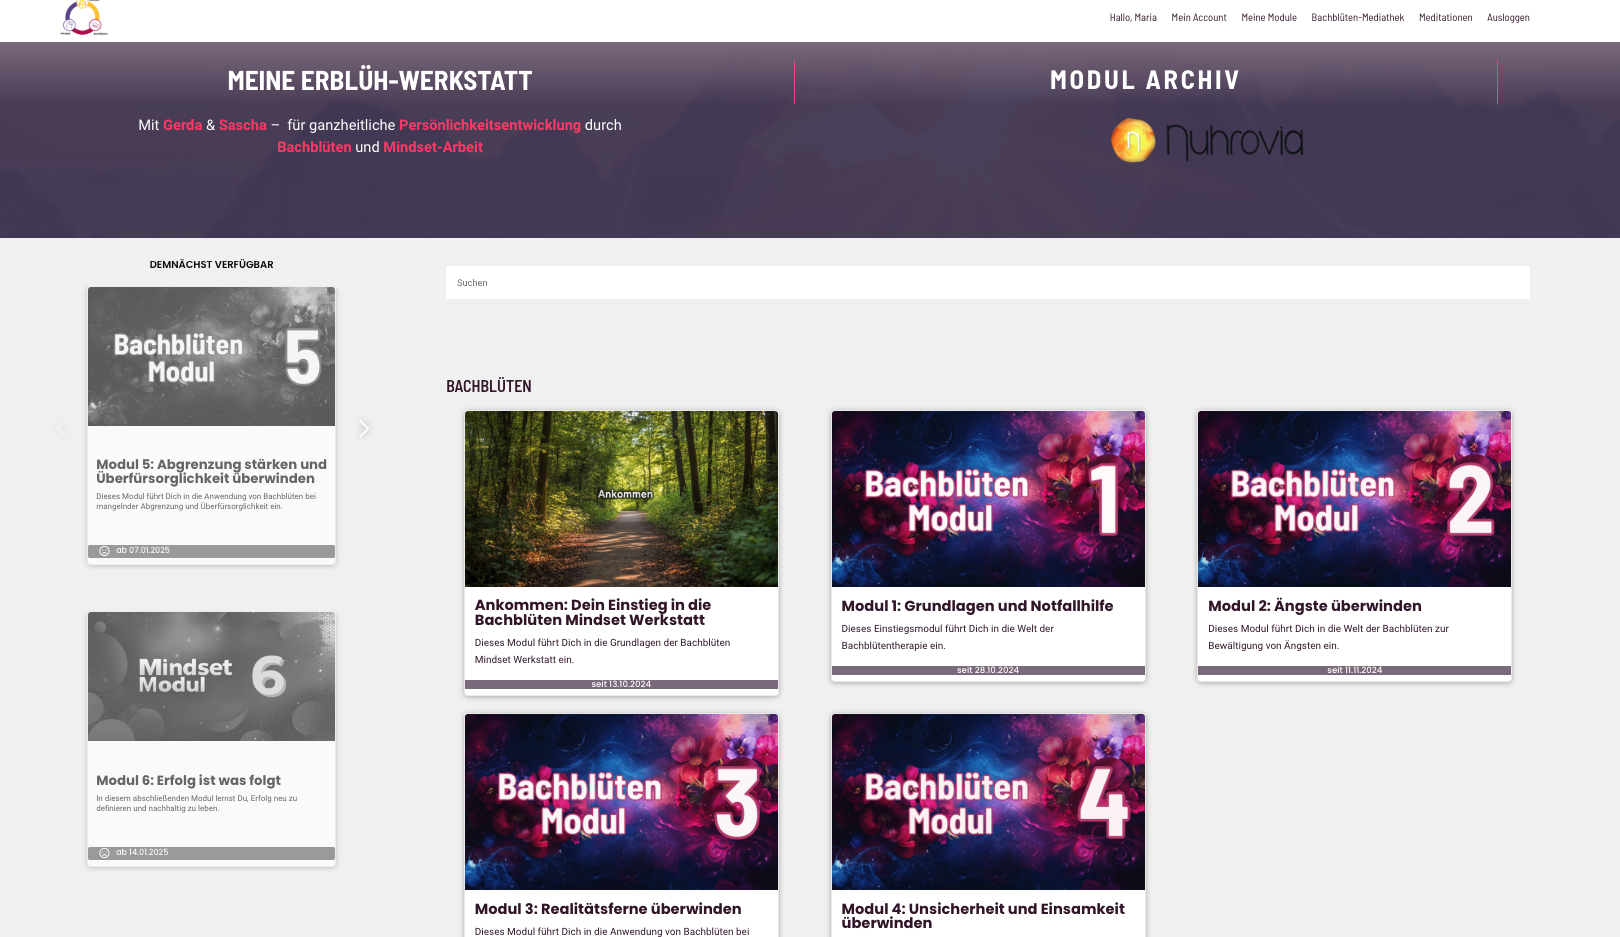 Hallo, Maria Mein Account Meine Module Bachblüten-Mediathek Meditationen Ausloggen
MEINE ERBLÜH-WERKSTATT
Mit Gerda & Sascha – für ganzheitliche Persönlichkeitsentwicklung durch
Bachblüten und Mindset-Arbeit
MODUL ARCHIV
n nuhrovia
DEMNÄCHST VERFÜGBAR
Bachblüten
Modul 5
Modul 5: Abgrenzung stärken und
Überfürsorglichkeit überwinden
Dieses Modul führt Dich in die Anwendung von Bachblüten bei
mangelnder Abgrenzung und Überfürsorglichkeit ein.
ab 07.01.2025
Mindset
Modul 6
Modul 6: Erfolg ist was folgt
In diesem abschließenden Modul lernst Du, Erfolg neu zu
definieren und nachhaltig zu leben.
ab 14.01.2025
Suchen
BACHBLÜTEN
Ankommen
Ankommen: Dein Einstieg in die
Bachblüten Mindset Werkstatt
Dieses Modul führt Dich in die Grundlagen der Bachblüten
Mindset Werkstatt ein.
seit 13.10.2024
Bachblüten
Modul 1
Modul 1: Grundlagen und Notfallhilfe
Dieses Einstiegsmodul führt Dich in die Welt der
Bachblütentherapie ein.
seit 28.10.2024
Bachblüten
Modul 2
Modul 2: Ängste überwinden
Dieses Modul führt Dich in die Welt der Bachblüten zur
Bewältigung von Ängsten ein.
seit 11.11.2024
Bachblüten
Modul 3
Modul 3: Realitätsferne überwinden
Dieses Modul führt Dich in die Anwendung von Bachblüten bei
Bachblüten
Modul 4
Modul 4: Unsicherheit und Einsamkeit
überwinden